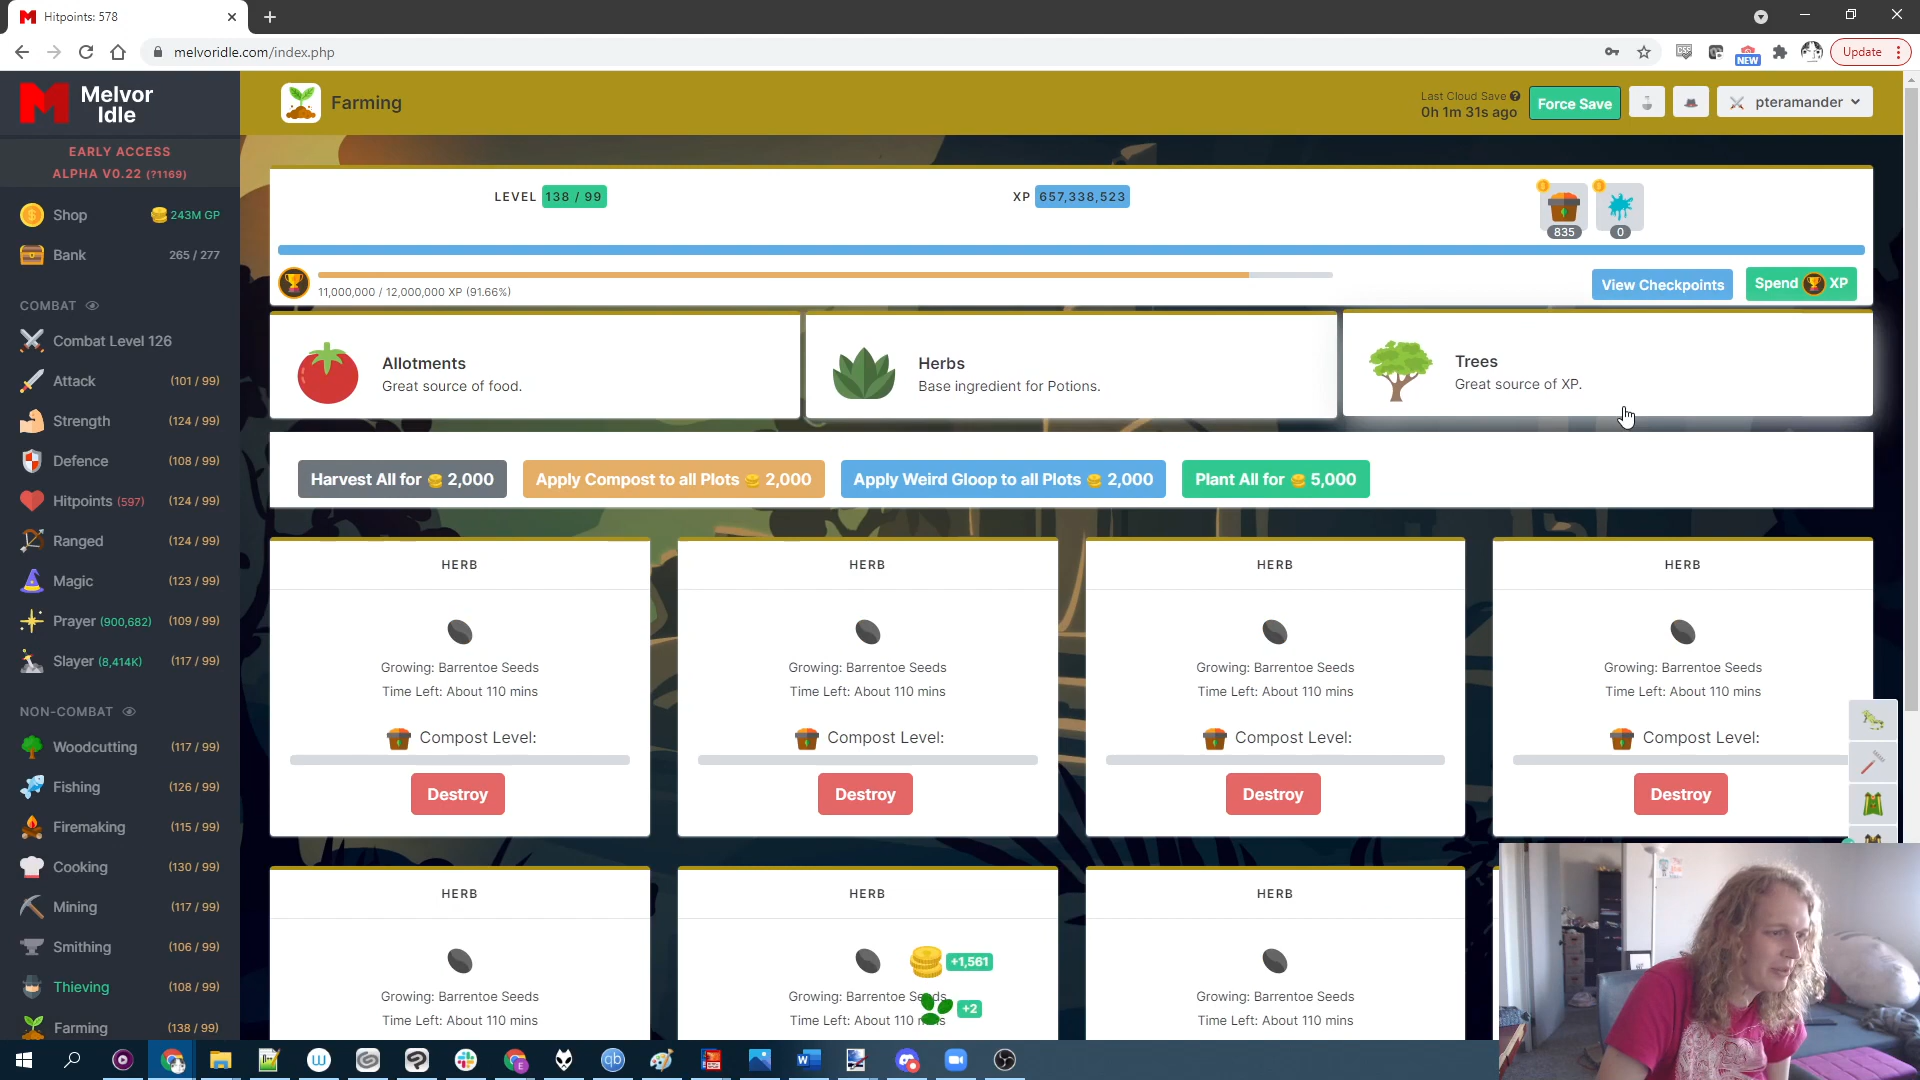 Hitpoints: 578
melvoridle.com/index.php
NEW
Update
Melvor
Idle
EARLY ACCESS
ALPHA V0.22 (?1169)
Shop 243M GP
Bank 265 / 277
COMBAT
Combat Level 126
Attack (101 / 99)
Strength (124 / 99)
Defence (108 / 99)
Hitpoints (597) (124 / 99)
Ranged (124 / 99)
Magic (123 / 99)
Prayer (900,682) (109 / 99)
Slayer (8,414K) (117 / 99)
NON-COMBAT
Woodcutting (117 / 99)
Fishing (126 / 99)
Firemaking (115 / 99)
Cooking (130 / 99)
Mining (117 / 99)
Smithing (106 / 99)
Thieving (108 / 99)
Farming (138 / 99)
Farming
Last Cloud Save
0h 1m 31s ago
Force Save
pteramander
LEVEL 138 / 99
XP 657,338,523
835
0
11,000,000 / 12,000,000 XP (91.66%)
View Checkpoints
Spend XP
Allotments
Great source of food.
Herbs
Base ingredient for Potions.
Trees
Great source of XP.
Harvest All for 2,000
Apply Compost to all Plots 2,000
Apply Weird Gloop to all Plots 2,000
Plant All for 5,000
HERB
Growing: Barrentoe Seeds
Time Left: About 110 mins
Compost Level:
Destroy
HERB
Growing: Barrentoe Seeds
Time Left: About 110 mins
Compost Level:
Destroy
HERB
Growing: Barrentoe Seeds
Time Left: About 110 mins
Compost Level:
Destroy
HERB
Growing: Barrentoe Seeds
Time Left: About 110 mins
Compost Level:
Destroy
HERB
Growing: Barrentoe Seeds
Time Left: About 110 mins
HERB
Growing: Barrentoe Seeds
Time Left: About 110 mins
+1,561
+2
HERB
Growing: Barrentoe Seeds
Time Left: About 110 mins